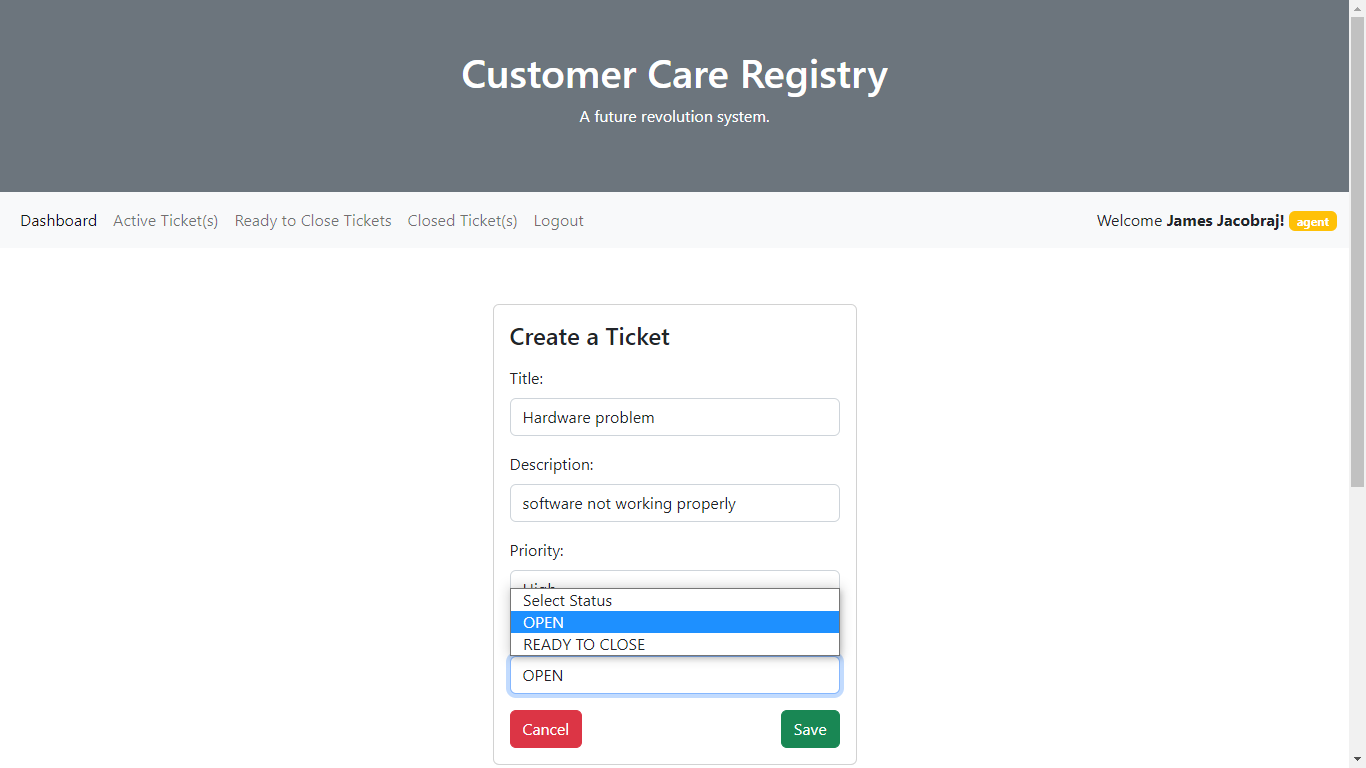 Customer Care Registry
A future revolution system.
Dashboard Active Ticket(s) Ready to Close Tickets Closed Ticket(s) Logout Welcome James Jacobraj! agent
Create a Ticket
Title:
Hardware problem
Description:
software not working properly
Priority:
High
Select Status
OPEN
READY TO CLOSE
OPEN
Cancel Save